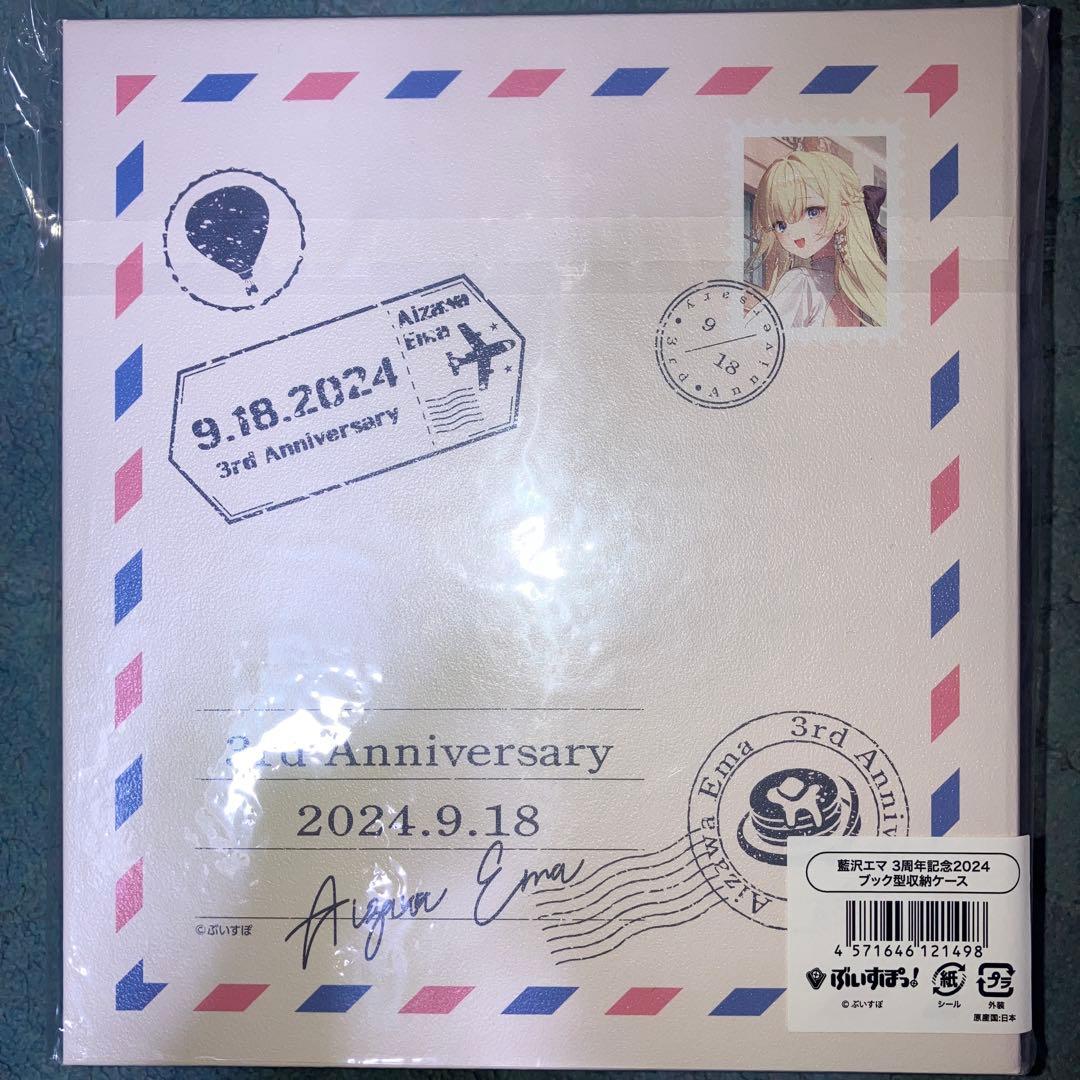 Aizawa
Ema
9.18.2024
3rd Anniversary
3rd Anniversary
9
18
3rd Anniversary
2024.9.18
Aizawa Ema
©ぶいすぽ
Aizawa Ema 3rd Anniv
藍沢エマ 3周年記念2024
ブック型収納ケース
4 571646 121498
ぶいすぽっ!
紙
プラ
©ぶいすぽ
シール
外装
原産国:日本